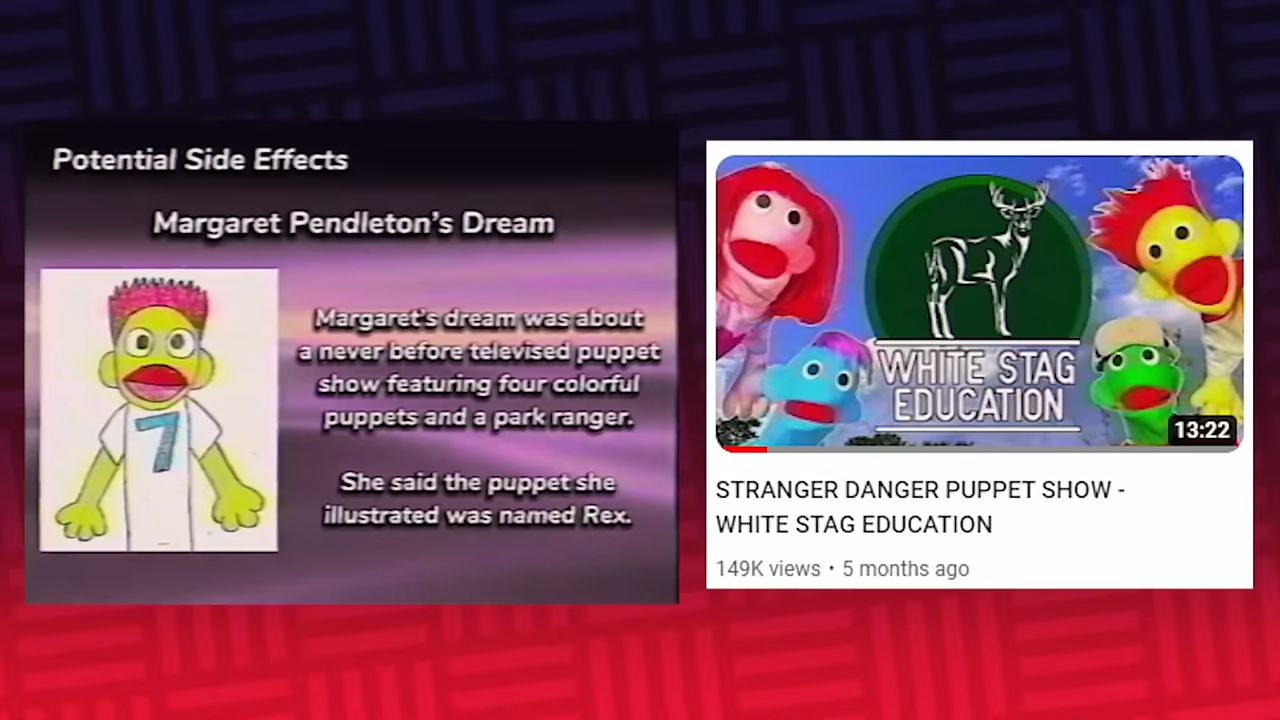 Potential Side Effects
Margaret Pendleton's Dream
Margaret's dream was about
a never before televised puppet
show featuring four colorful
puppets and a park ranger.
She said the puppet she
illustrated was named Rex.
7
WHITE STAG
EDUCATION
13:22
STRANGER DANGER PUPPET SHOW -
WHITE STAG EDUCATION
149K views • 5 months ago